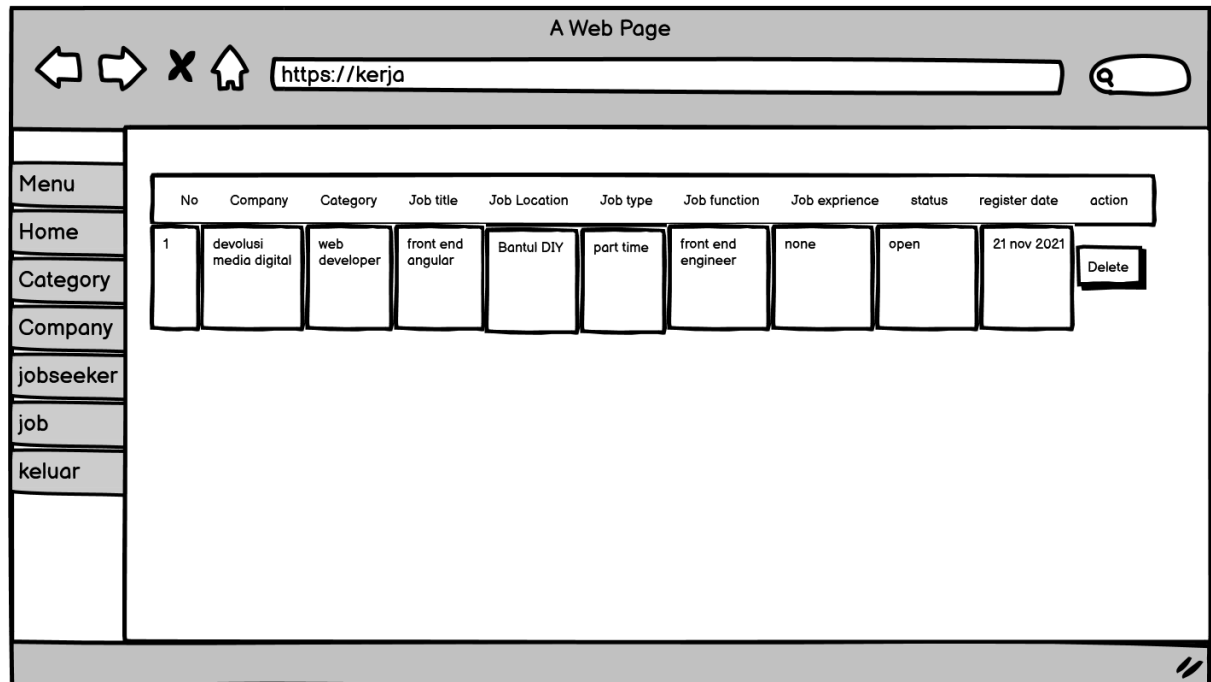 A Web Page
https://kerja
Menu
Home
Category
Company
jobseeker
job
keluar
No Company Category Job title Job Location Job type Job function Job exprience status register date action
1 devolusi media digital web developer front end angular Bantul DIY part time front end engineer none open 21 nov 2021 Delete